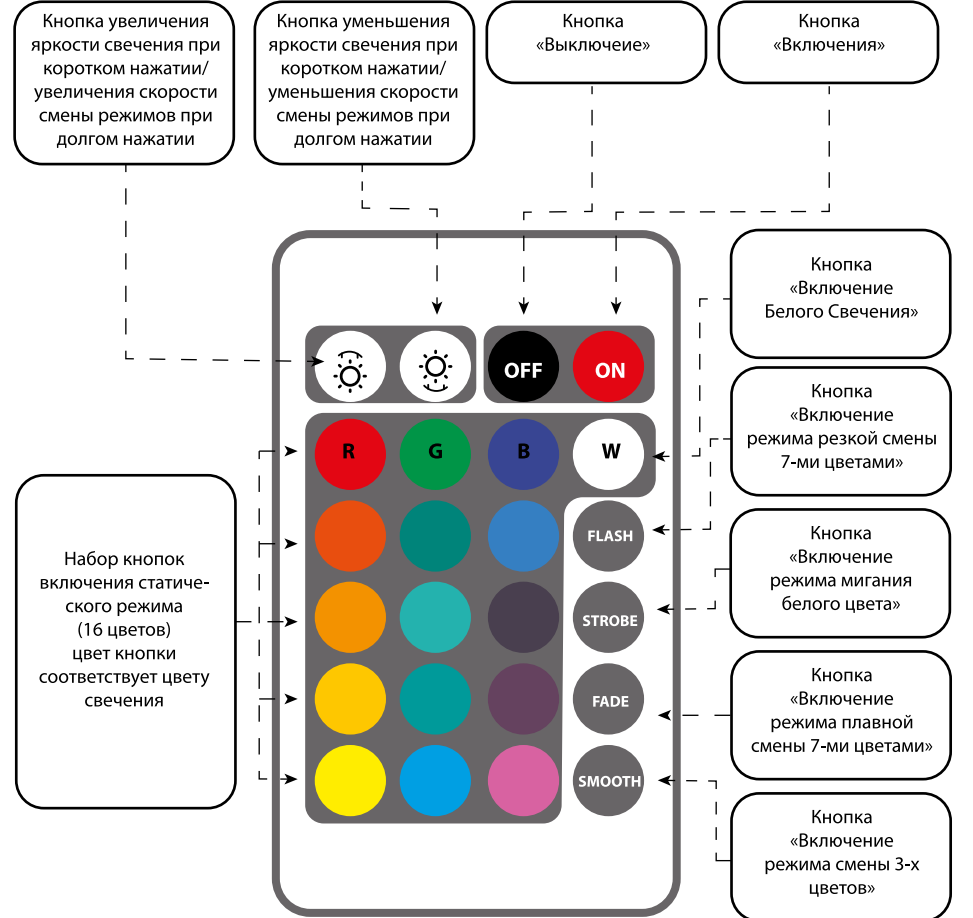 Кнопка увеличения
яркости свечения при
коротком нажатии/
увеличения скорости
смены режимов при
долгом нажатии
Кнопка уменьшения
яркости свечения при
коротком нажатии/
уменьшения скорости
смены режимов при
долгом нажатии
Кнопка
«Выключеие»
Кнопка
«Включения»
Кнопка
«Включение
Белого Свечения»
OFF
ON
Кнопка
«Включение
режима резкой смены
7-ми цветами»
R
G
B
W
Набор кнопок
включения статиче-
ского режима
(16 цветов)
цвет кнопки
соответствует цвету
свечения
FLASH
Кнопка
«Включение
режима мигания
белого цвета»
STROBE
Кнопка
«Включение
режима плавной
смены 7-ми цветами»
FADE
SMOOTH
Кнопка
«Включение
режима смены 3-х
цветов»